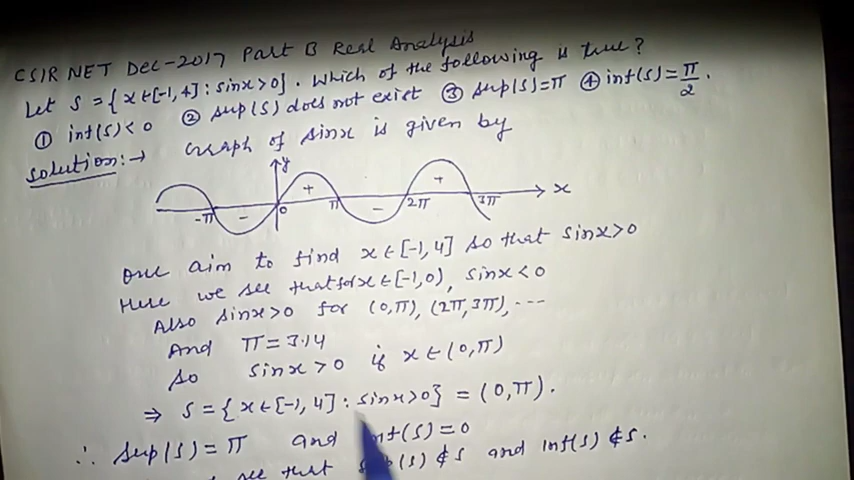 CSIR NET Dec-2017 Part B Real Analysis
Let S = {x∈[-1,4] : sinx>0}. Which of the following is true?
① inf(S) < 0 ② sup(S) does not exist ③ sup(S) = π ④ inf(S) = π/2.
Solution:→ Graph of sinx is given by
y
+ + x
-π - 0 π - 2π 3π
One aim to find x∈[-1,4] so that sinx>0
Here we see that for x∈[-1,0), sinx<0
Also sinx>0 for (0,π), (2π,3π), ---
And π = 3.14
So sinx>0 if x∈(0,π)
⇒ S = {x∈[-1,4] : sinx>0} = (0,π).
∴ sup(S) = π and inf(S) = 0
see that sup(S) ∉ S and inf(S) ∉ S.